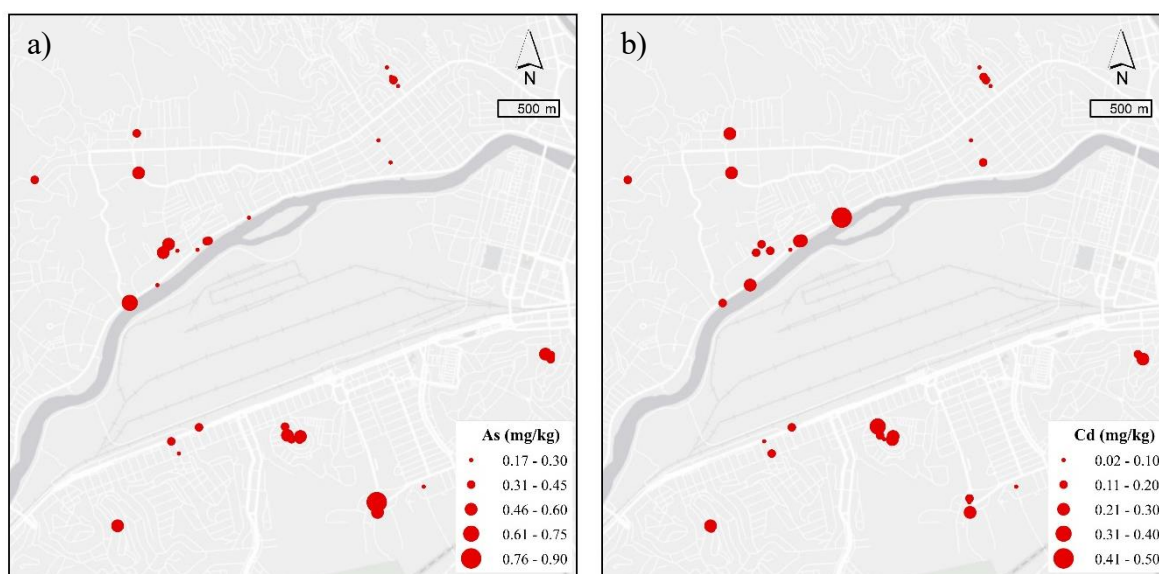 a)
N
500 m
As (mg/kg)
0.17 - 0.30
0.31 - 0.45
0.46 - 0.60
0.61 - 0.75
0.76 - 0.90
b)
N
500 m
Cd (mg/kg)
0.02 - 0.10
0.11 - 0.20
0.21 - 0.30
0.31 - 0.40
0.41 - 0.50